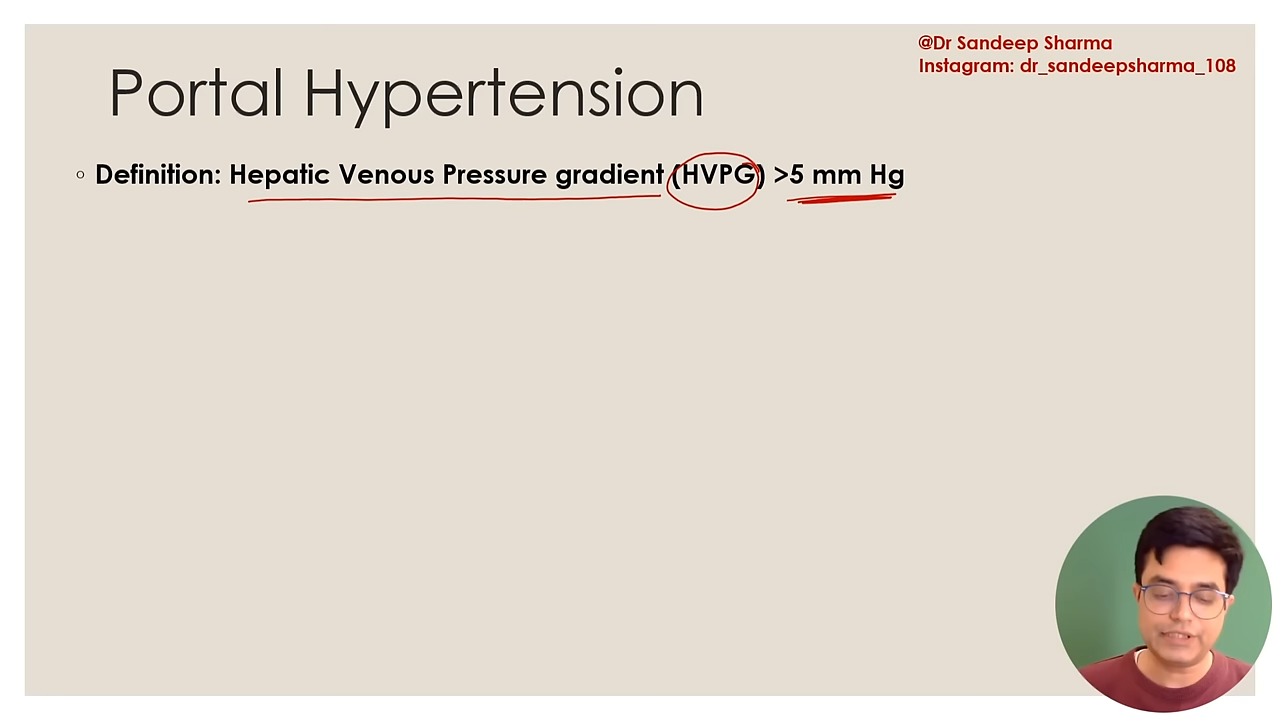 @Dr Sandeep Sharma
Instagram: dr_sandeepsharma_108
Portal Hypertension
Definition: Hepatic Venous Pressure gradient (HVPG) >5 mm Hg